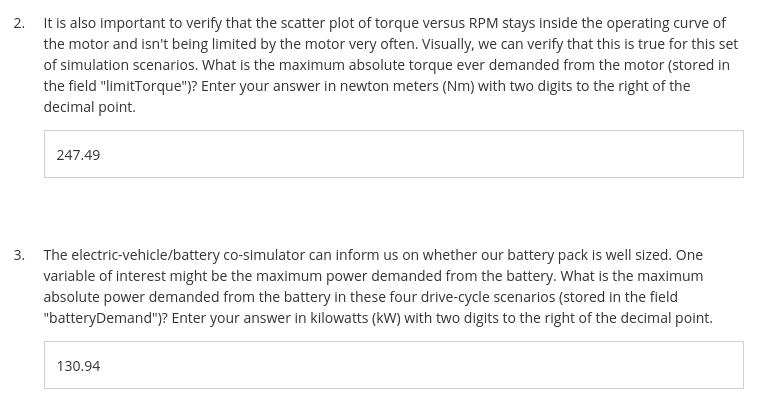 2. It is also important to verify that the scatter plot of torque versus RPM stays inside the operating curve of
the motor and isn't being limited by the motor very often. Visually, we can verify that this is true for this set
of simulation scenarios. What is the maximum absolute torque ever demanded from the motor (stored in
the field "limitTorque")? Enter your answer in newton meters (Nm) with two digits to the right of the
decimal point.
247.49
3. The electric-vehicle/battery co-simulator can inform us on whether our battery pack is well sized. One
variable of interest might be the maximum power demanded from the battery. What is the maximum
absolute power demanded from the battery in these four drive-cycle scenarios (stored in the field
"batteryDemand")? Enter your answer in kilowatts (kW) with two digits to the right of the decimal point.
130.94